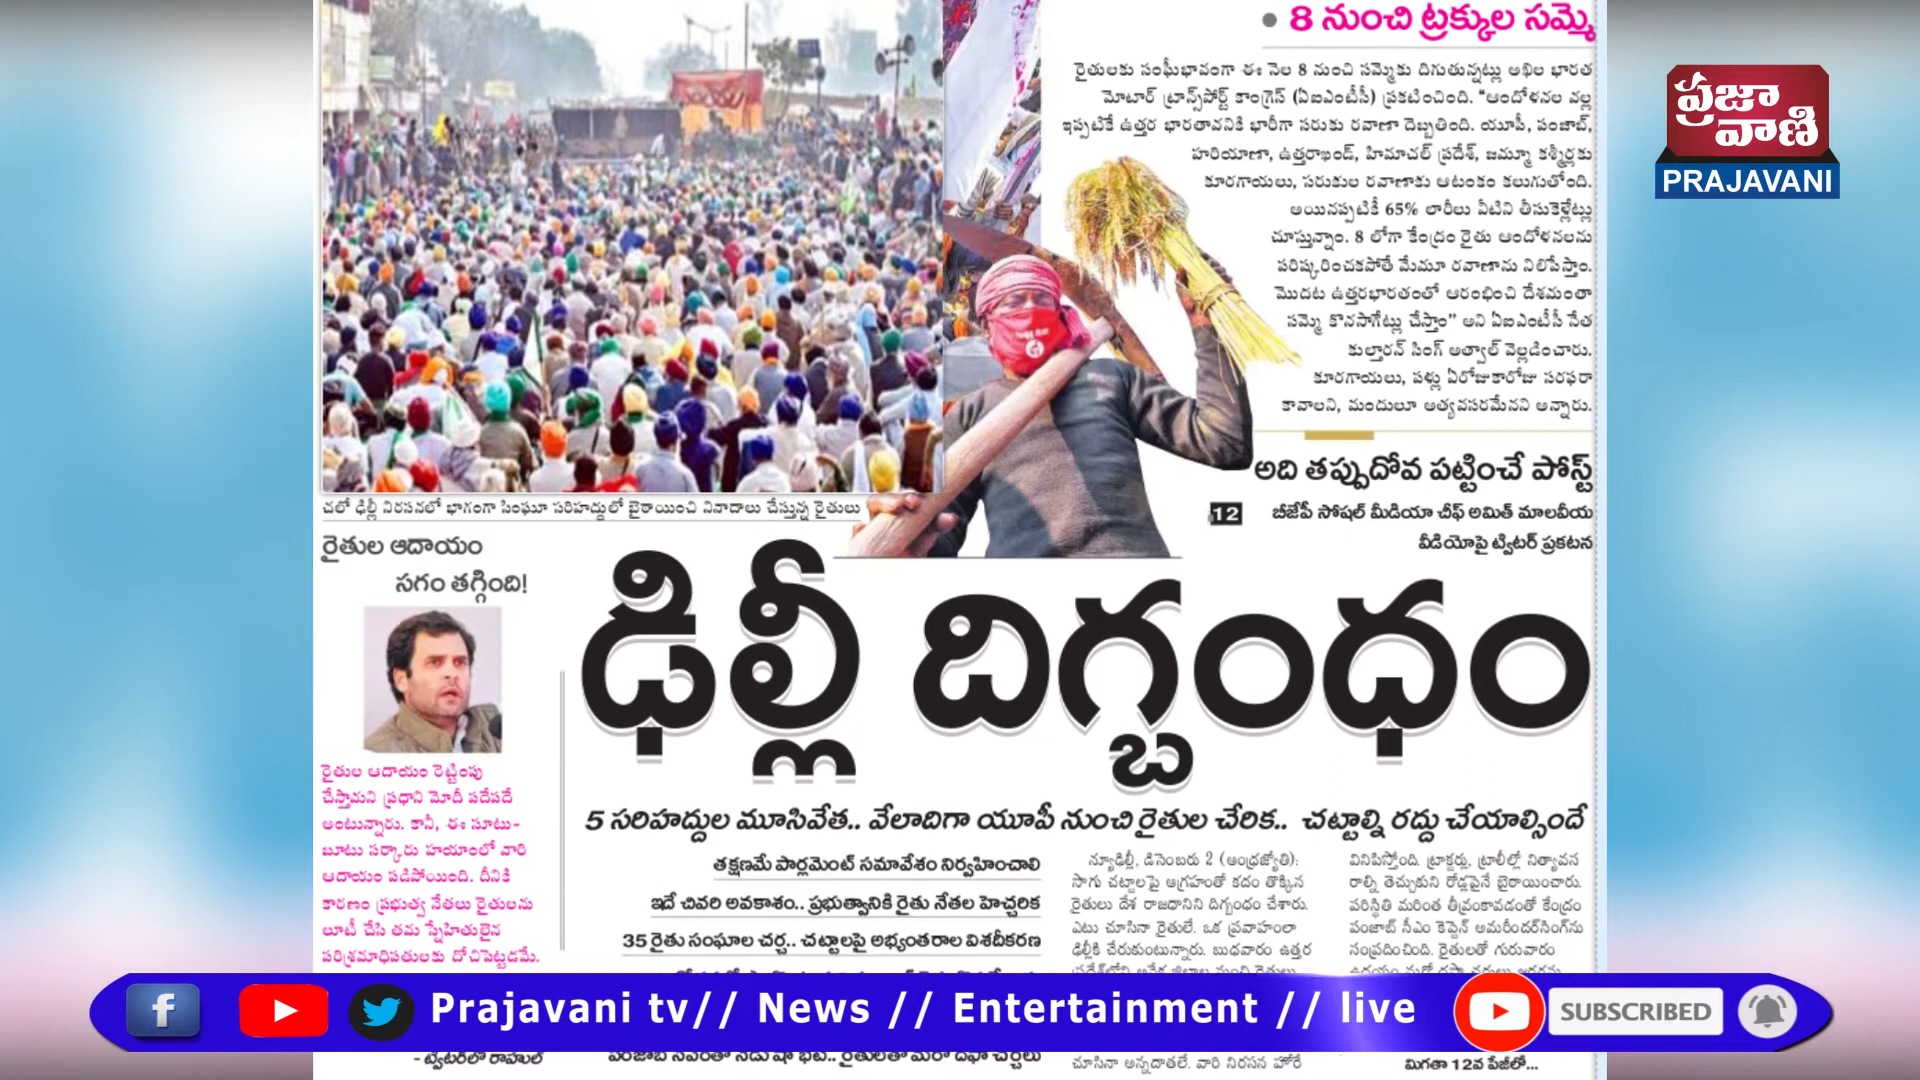 8 నుంచి ట్రక్కుల సమ్మె
రైతులకు సంఘీభావంగా ఈ నెల 8 నుంచి సమ్మెకు దిగుతున్నట్లు అఖిల భారత
మోటార్ ట్రాన్స్‌పోర్ట్ కాంగ్రెస్ (ఏఐఎంటీసీ) ప్రకటించింది. “ఆందోళనల వల్ల
ఇప్పటికే ఉత్తర భారతావనికి భారీగా సరుకు రవాణా దెబ్బతింది. యూపీ, పంజాబ్,
హరియాణా, ఉత్తరాఖండ్, హిమాచల్ ప్రదేశ్, జమ్మూ కశ్మీర్లకు
కూరగాయలు, సరుకుల రవాణాకు ఆటంకం కలుగుతోంది.
అయినప్పటికీ 65% లారీలు వీటిని తీసుకెళ్లేట్లు
చూస్తున్నాం. 8 లోగా కేంద్రం రైతు ఆందోళనలను
పరిష్కరించకపోతే మేమూ రవాణాను నిలిపేస్తాం.
మొదట ఉత్తరభారతంలో ఆరంభించి దేశమంతా
సమ్మె కొనసాగేట్లు చేస్తాం” అని ఏఐఎంటీసీ నేత
కుల్తారన్ సింగ్ అత్వాల్ వెల్లడించారు.
కూరగాయలు, పళ్లు ఏరోజుకారోజు సరఫరా
కావాలని, మందులూ అత్యవసరమేనని అన్నారు.
ప్రజా
వాణి
PRAJAVANI
అది తప్పుదోవ పట్టించే పోస్ట్
12 బీజేపీ సోషల్ మీడియా చీఫ్ అమిత్ మాలవీయ
వీడియోపై ట్విటర్ ప్రకటన
చలో ఢిల్లీ నిరసనలో భాగంగా సింఘూ సరిహద్దులో బైఠాయించి నినాదాలు చేస్తున్న రైతులు
రైతుల ఆదాయం
సగం తగ్గింది!
రైతుల ఆదాయం రెట్టింపు
చేస్తామని ప్రధాని మోదీ పదేపదే
అంటున్నారు. కానీ, ఈ సూటు-
బూటు సర్కారు హయాంలో వారి
ఆదాయం పడిపోయింది. దీనికి
కారణం ప్రభుత్వ నేతలు రైతులను
లూటీ చేసి తమ స్నేహితులైన
పరిశ్రమాధిపతులకు దోచిపెట్టడమే.
- ట్విటర్‌లో రాహుల్
ఢిల్లీ దిగ్బంధం
5 సరిహద్దుల మూసివేత.. వేలాదిగా యూపీ నుంచి రైతుల చేరిక.. చట్టాల్ని రద్దు చేయాల్సిందే
తక్షణమే పార్లమెంట్ సమావేశం నిర్వహించాలి
ఇదే చివరి అవకాశం.. ప్రభుత్వానికి రైతు నేతల హెచ్చరిక
35 రైతు సంఘాల చర్చ.. చట్టాలపై అభ్యంతరాల విశదీకరణ
న్యూఢిల్లీ, డిసెంబరు 2 (ఆంధ్రజ్యోతి):
సాగు చట్టాలపై ఆగ్రహంతో కదం తొక్కిన
రైతులు దేశ రాజధానిని దిగ్బంధం చేశారు.
ఎటు చూసినా రైతులే. ఒక ప్రవాహంలా
ఢిల్లీకి చేరుకుంటున్నారు. బుధవారం ఉత్తర
చూసినా అన్నదాతలే. వారి నిరసన హోరే
వినిపిస్తోంది. ట్రాక్టర్లు, ట్రాలీల్లో నిత్యావస
రాల్ని తెచ్చుకుని రోడ్లపైనే బైఠాయించారు.
పరిస్థితి మరింత తీవ్రంకావడంతో కేంద్రం
పంజాబ్ సీఎం కెప్టెన్ అమరీందర్‌సింగ్‌ను
సంప్రదించింది. రైతులతో గురువారం
మిగతా 12వ పేజీలో...
Prajavani tv// News // Entertainment // live
SUBSCRIBED